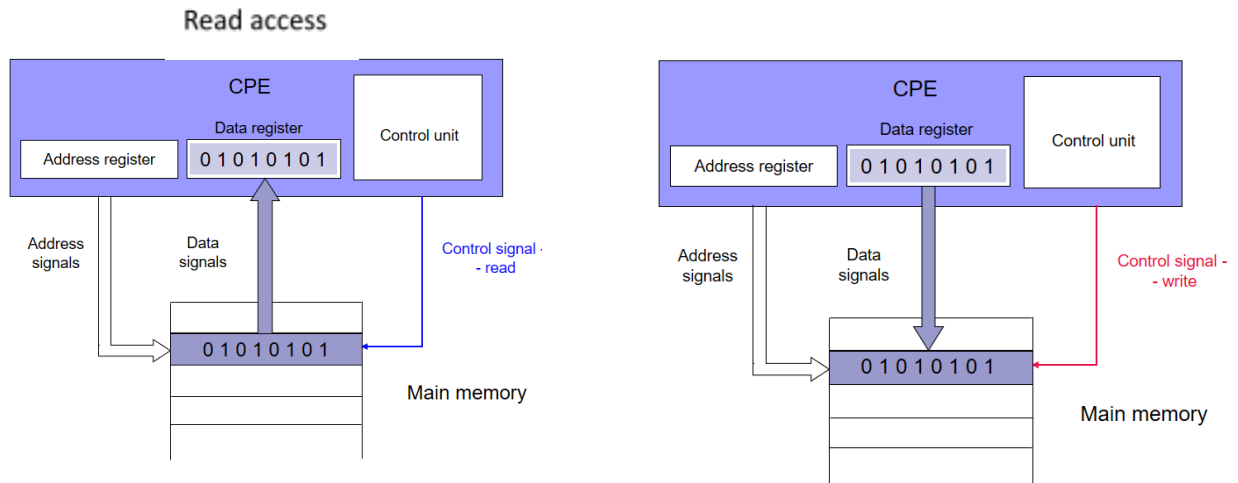 Read access
CPE
Data register
Control unit
Address register
0 1 0 1 0 1 0 1
Address
signals
Data
signals
Control signal -
- read
0 1 0 1 0 1 0 1
Main memory
CPE
Data register
Control unit
Address register
0 1 0 1 0 1 0 1
Address
signals
Data
signals
Control signal -
- write
0 1 0 1 0 1 0 1
Main memory